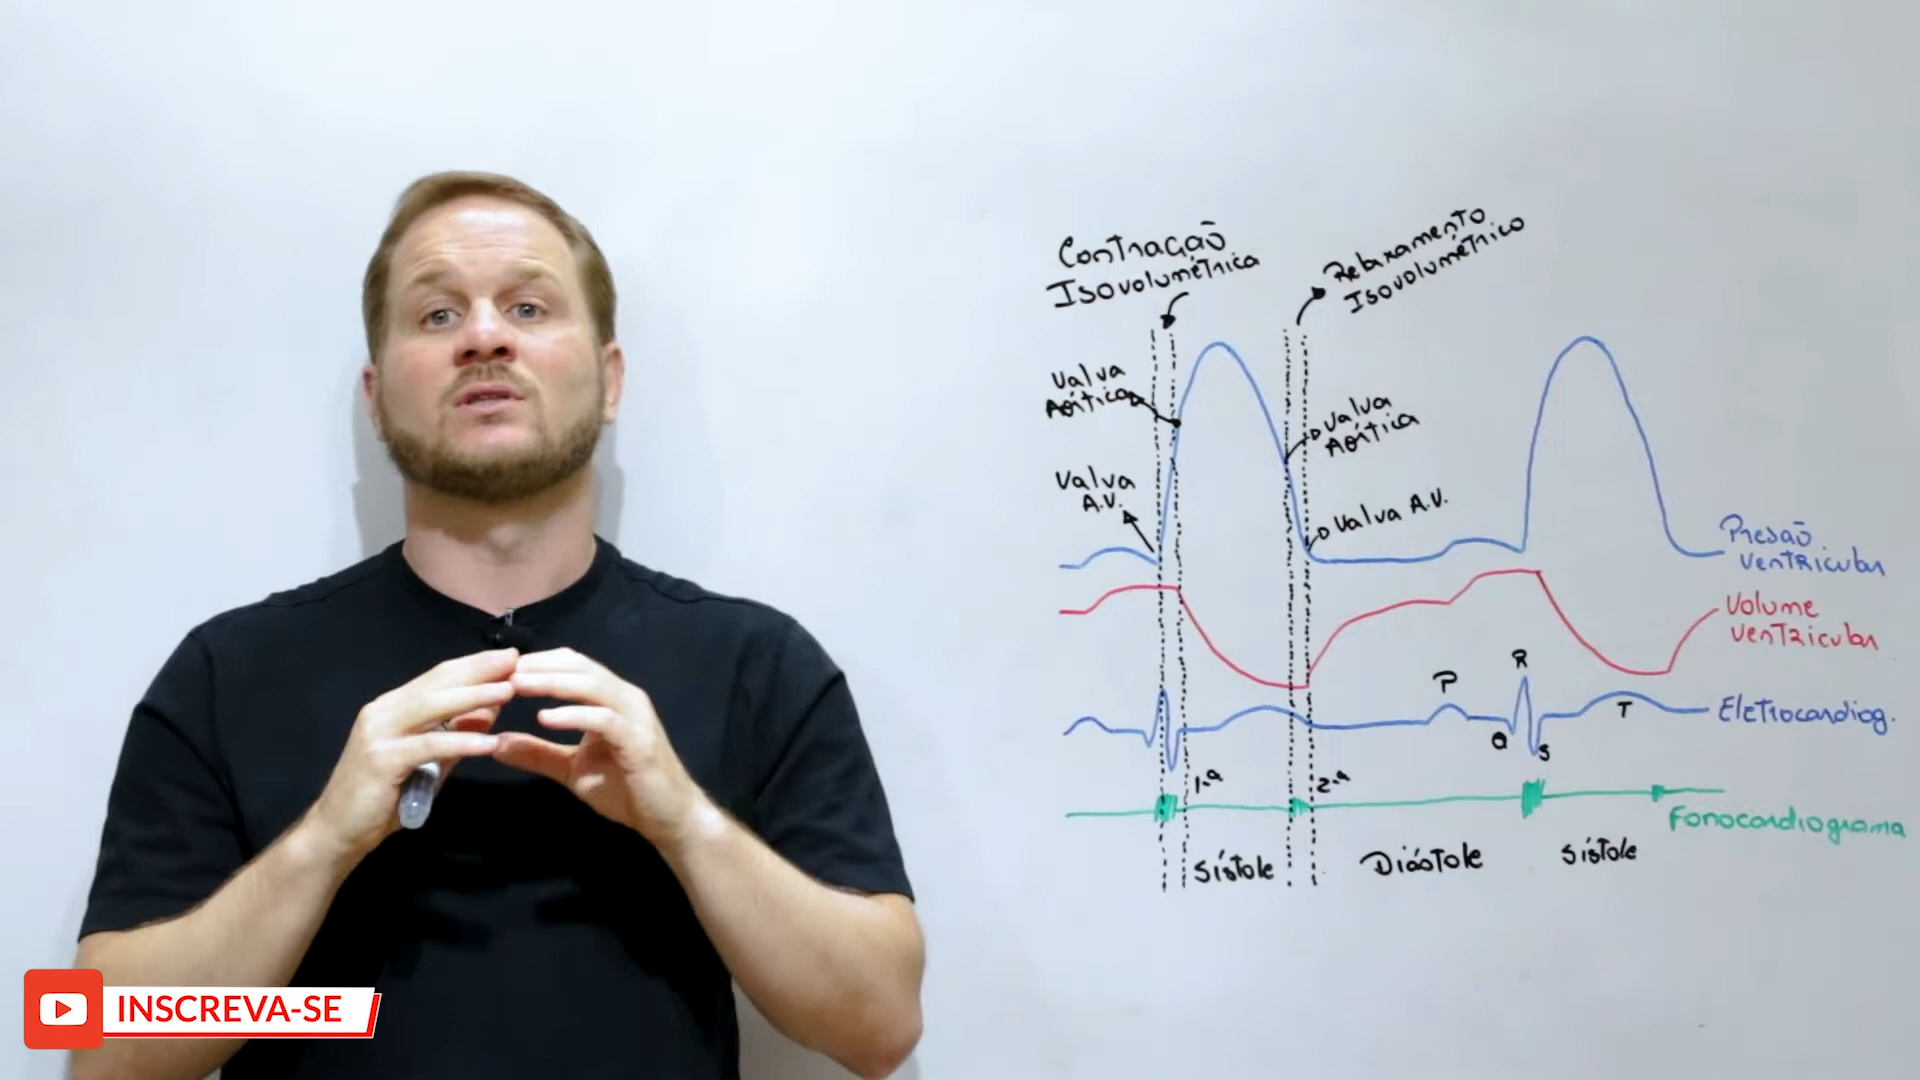 Contração
Isovolumétrica
Relaxamento
Isovolumétrico
Valva
Aórtica
Valva
Aórtica
Valva
A.V.
Valva A.V.
Presão
Ventricular
Volume
Ventricular
P
R
Q
S
T
Eletrocardiog.
1.ª
2.ª
Fonocardiograma
Sístole
Diástole
Sístole
INSCREVA-SE